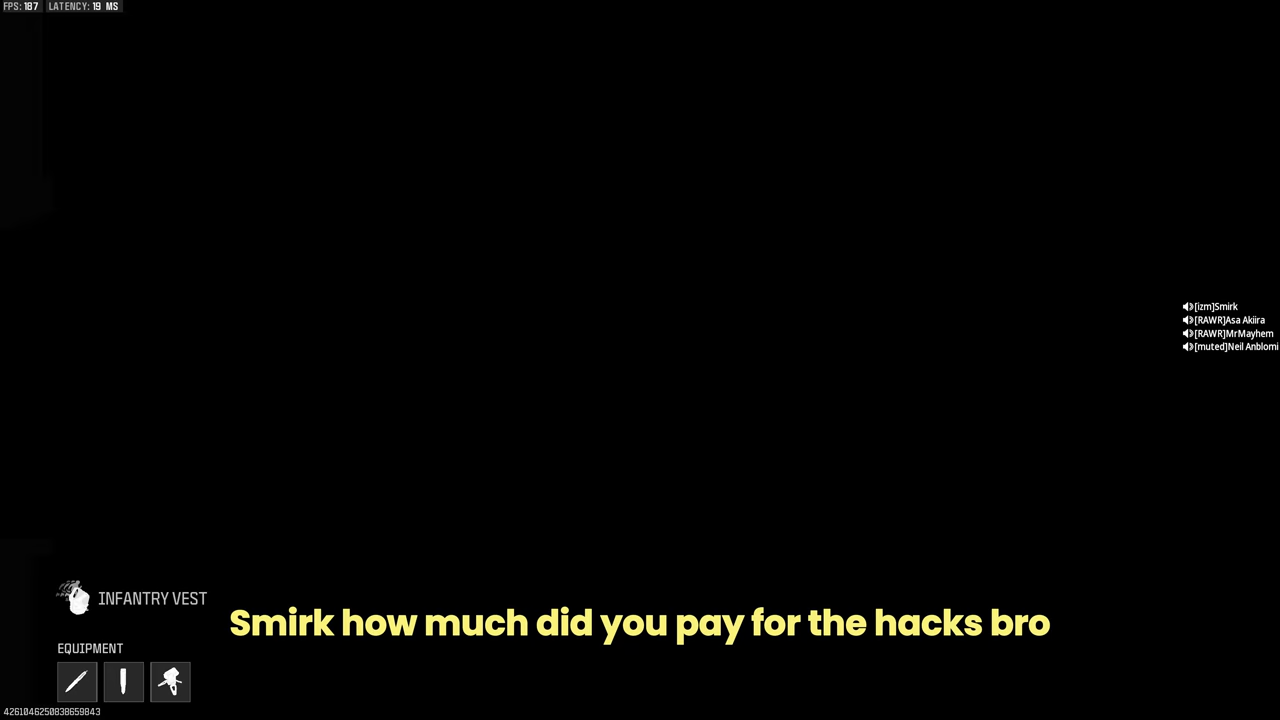 FPS: 187 LATENCY: 19 MS
[izm]Smirk
[RAWR]Asa Akiira
[RAWR]MrMayhem
[muted]Neil Anblomi
INFANTRY VEST
Smirk how much did you pay for the hacks bro
EQUIPMENT
4261046250838659843